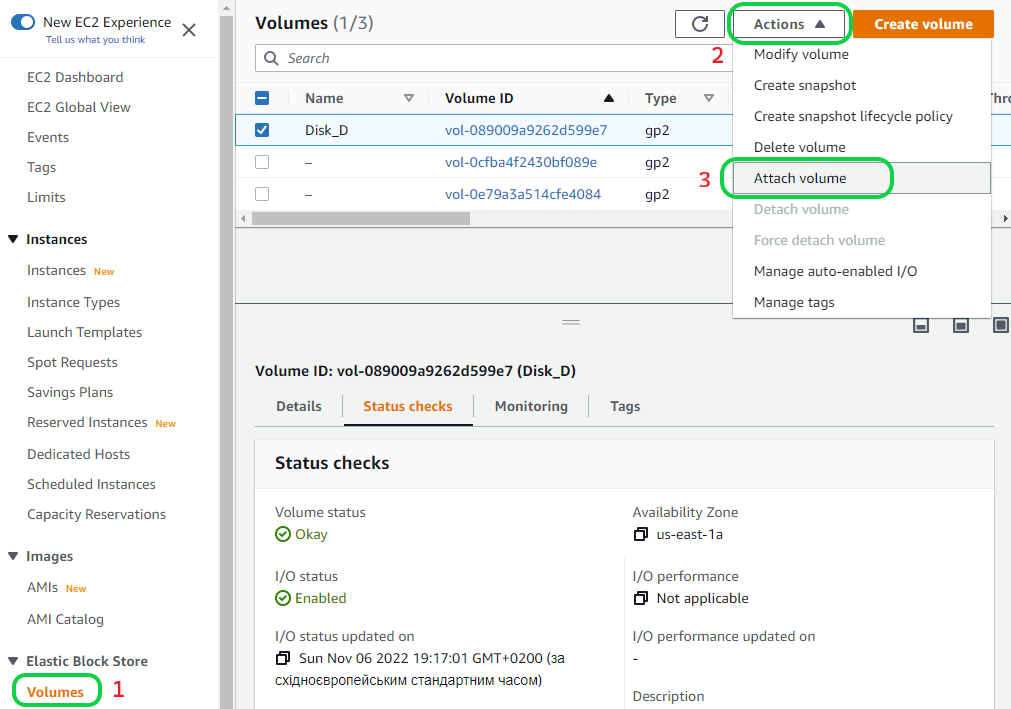 New EC2 Experience
Tell us what you think
EC2 Dashboard
EC2 Global View
Events
Tags
Limits
Instances
Instances New
Instance Types
Launch Templates
Spot Requests
Savings Plans
Reserved Instances New
Dedicated Hosts
Scheduled Instances
Capacity Reservations
Images
AMIs New
AMI Catalog
Elastic Block Store
Volumes 1
Volumes (1/3)
Actions
Create volume
Search
2
Name Volume ID Type
Disk_D vol-089009a9262d599e7 gp2
– vol-0cfba4f2430bf089e gp2
– vol-0e79a3a514cfe4084 gp2
Modify volume
Create snapshot
Create snapshot lifecycle policy
Delete volume
3 Attach volume
Detach volume
Force detach volume
Manage auto-enabled I/O
Manage tags
Volume ID: vol-089009a9262d599e7 (Disk_D)
Details Status checks Monitoring Tags
Status checks
Volume status
Okay
Availability Zone
us-east-1a
I/O status
Enabled
I/O performance
Not applicable
I/O status updated on
Sun Nov 06 2022 19:17:01 GMT+0200 (за
східноєвропейським стандартним часом)
I/O performance updated on
-
Description